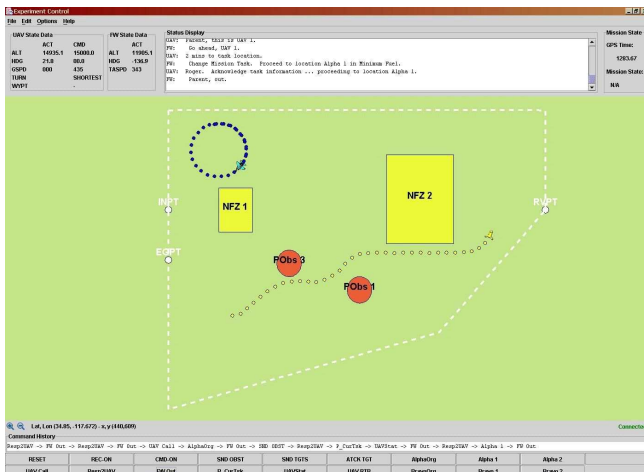 Experiment Control
File Edit Options Help
UAV State Data
ACT CMD
ALT 14935.1 15000.0
HDG 21.8 80.0
GSPD 800 435
TURN SHORTEST
WYPT -
FW State Data
ACT
ALT 11905.1
HDG -136.9
TASPD 343
Status Display
UAV: Parent, this is UAV 1.
FW: Go ahead, UAV 1.
UAV: 2 mins to task location.
FW: Change Mission Task. Proceed to location Alpha 1 in Minimum Fuel.
UAV: Roger. Acknowledge task information ... proceeding to location Alpha 1.
FW: Parent, out.
Mission State
GPS Time:
1203.67
Mission State:
N/A
INPT
NFZ 1
NFZ 2
RVPT
EGPT
PObs 3
PObs 1
Lat, Lon (34.85, -117.672) - x, y (440,609)
Connected
Command History
Resp2UAV -> FW Out -> Resp2UAV -> FW Out -> UAV Call -> AlphaOrg -> FW Out -> SND OBST -> Resp2UAV -> P_CurTsk -> UAVStat -> FW Out -> Resp2UAV -> Alpha 1 -> FW Out
RESET REC-ON CMD-ON SND OBST SND TGTS ATCK TGT AlphaOrg Alpha 1 Alpha 2
UAV Call Resp2UAV FW Out P_CurTsk UAVStat UAV RTB BravoOrg Bravo 1 Bravo 2